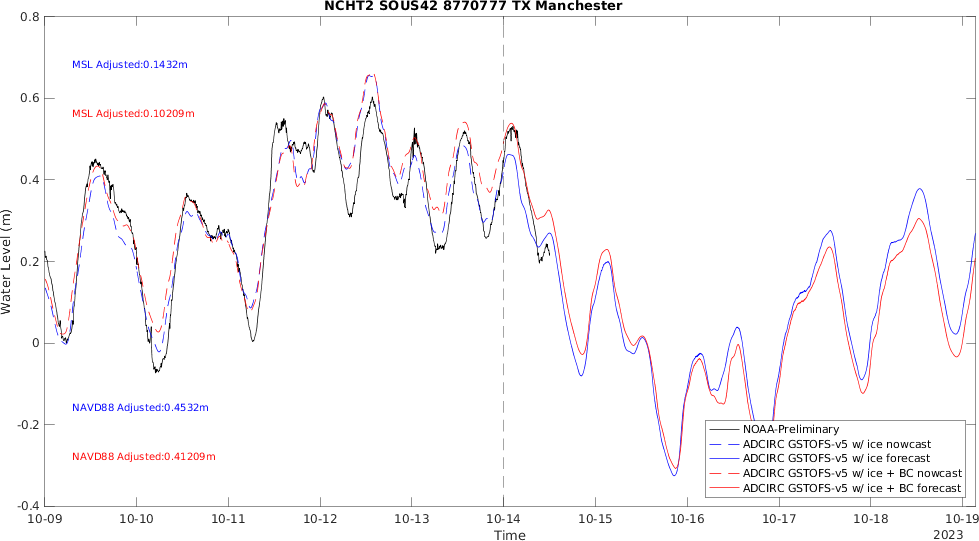 NCHT2 SOUS42 8770777 TX Manchester
0.8
0.6
0.4
0.2
0
-0.2
-0.4
Water Level (m)
MSL Adjusted:0.1432m
MSL Adjusted:0.10209m
NAVD88 Adjusted:0.4532m
NAVD88 Adjusted:0.41209m
NOAA-Preliminary
ADCIRC GSTOFS-v5 w/ ice nowcast
ADCIRC GSTOFS-v5 w/ ice forecast
ADCIRC GSTOFS-v5 w/ice + BC nowcast
ADCIRC GSTOFS-v5 w/ice + BC forecast
10-09 10-10 10-11 10-12 10-13 10-14 10-15 10-16 10-17 10-18 10-19
Time
2023